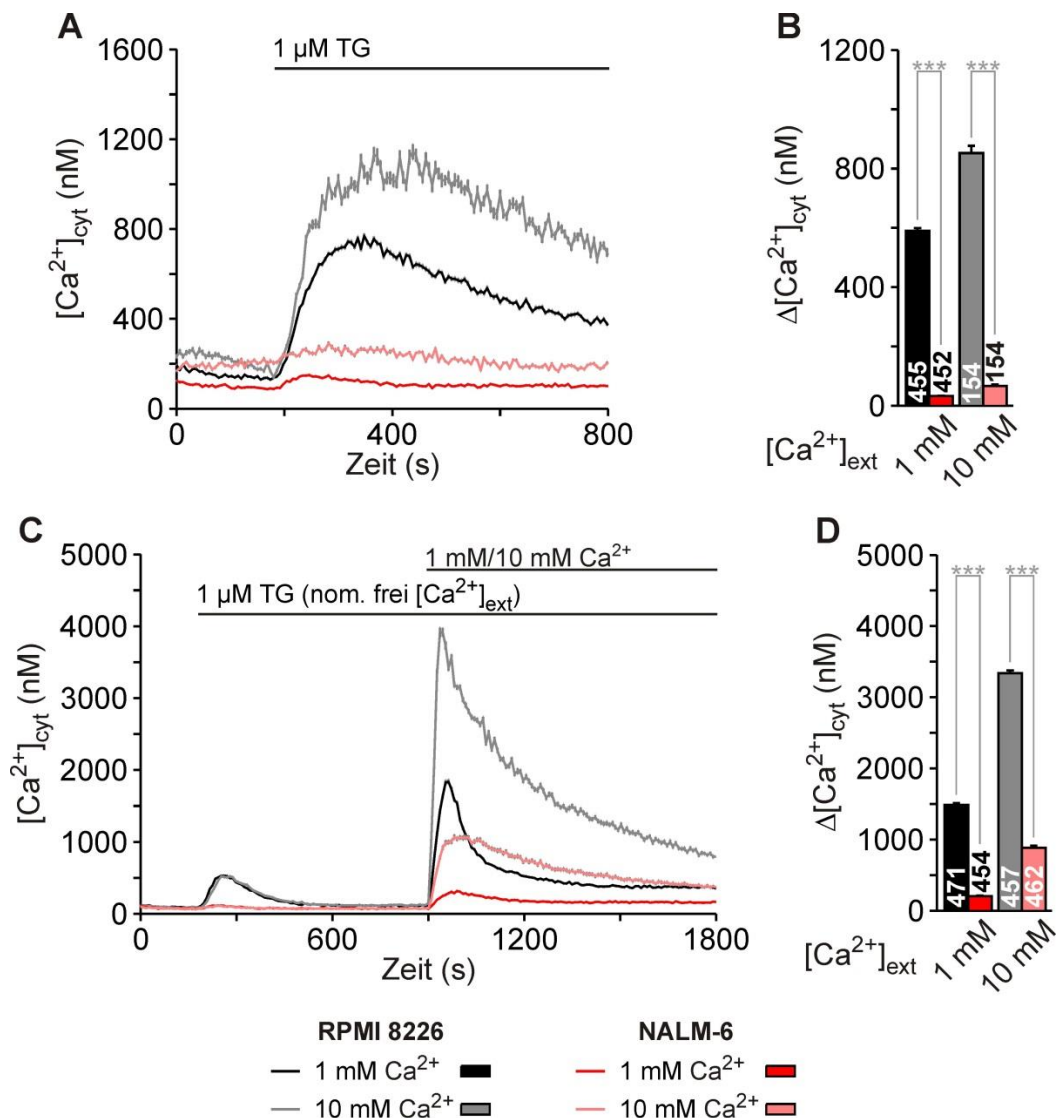 A
1600
1200
800
400
0
[Ca²⁺]cyt (nM)
1 µM TG
0
400
800
Zeit (s)
B
1200
800
400
0
Δ[Ca²⁺]cyt (nM)
***
***
455
452
154
154
[Ca²⁺]ext
1 mM
10 mM
C
5000
4000
3000
2000
1000
0
[Ca²⁺]cyt (nM)
1 mM/10 mM Ca²⁺
1 µM TG (nom. frei [Ca²⁺]ext)
0
600
1200
1800
Zeit (s)
D
5000
4000
3000
2000
1000
0
Δ[Ca²⁺]cyt (nM)
***
***
471
454
457
462
[Ca²⁺]ext
1 mM
10 mM
RPMI 8226
1 mM Ca²⁺
10 mM Ca²⁺
NALM-6
1 mM Ca²⁺
10 mM Ca²⁺